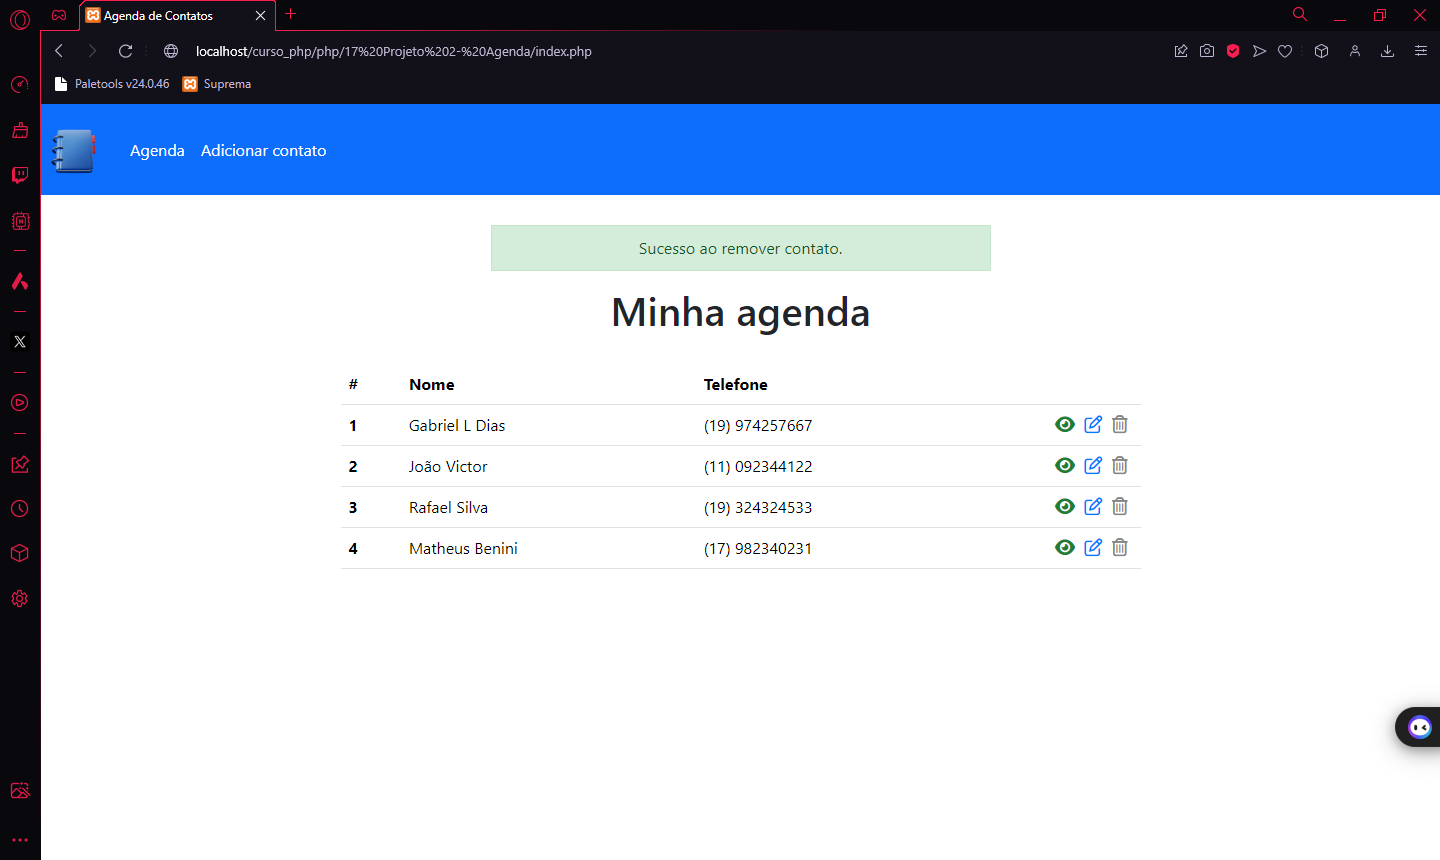 Agenda de Contatos
localhost/curso_php/php/17%20Projeto%202-%20Agenda/index.php
Paletools v24.0.46 Suprema
Agenda Adicionar contato
Sucesso ao remover contato.
Minha agenda
# Nome Telefone
1 Gabriel L Dias (19) 974257667
2 João Victor (11) 092344122
3 Rafael Silva (19) 324324533
4 Matheus Benini (17) 982340231